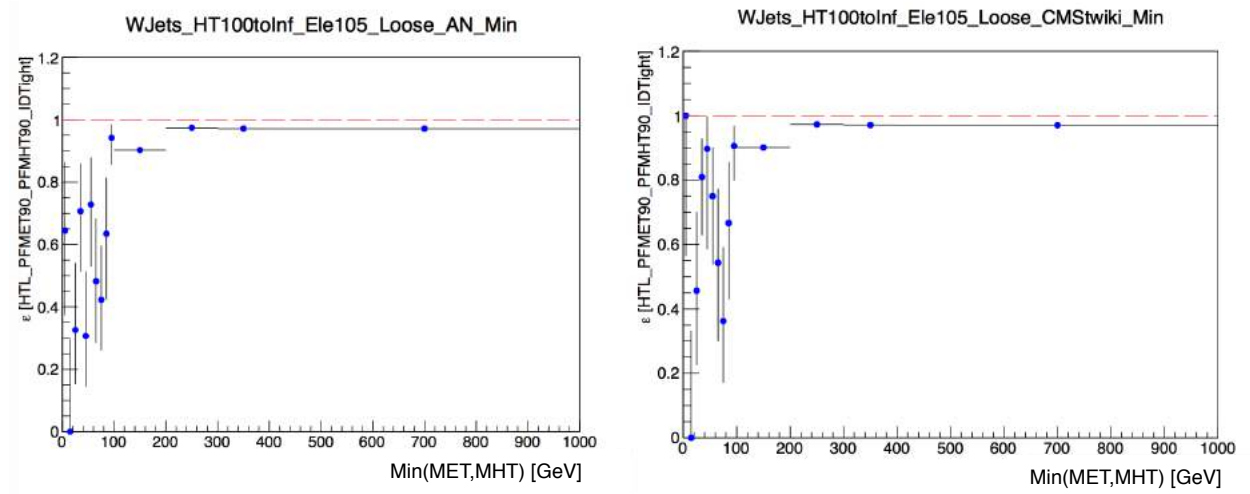 WJets_HT100toInf_Ele105_Loose_AN_Min
ε [HTL_PFMET90_PFMHT90_IDTight]
1.2
1
0.8
0.6
0.4
0.2
0
0 100 200 300 400 500 600 700 800 900 1000
Min(MET,MHT) [GeV]
WJets_HT100toInf_Ele105_Loose_CMStwiki_Min
ε [HTL_PFMET90_PFMHT90_IDTight]
1.2
1
0.8
0.6
0.4
0.2
0
0 100 200 300 400 500 600 700 800 900 1000
Min(MET,MHT) [GeV]